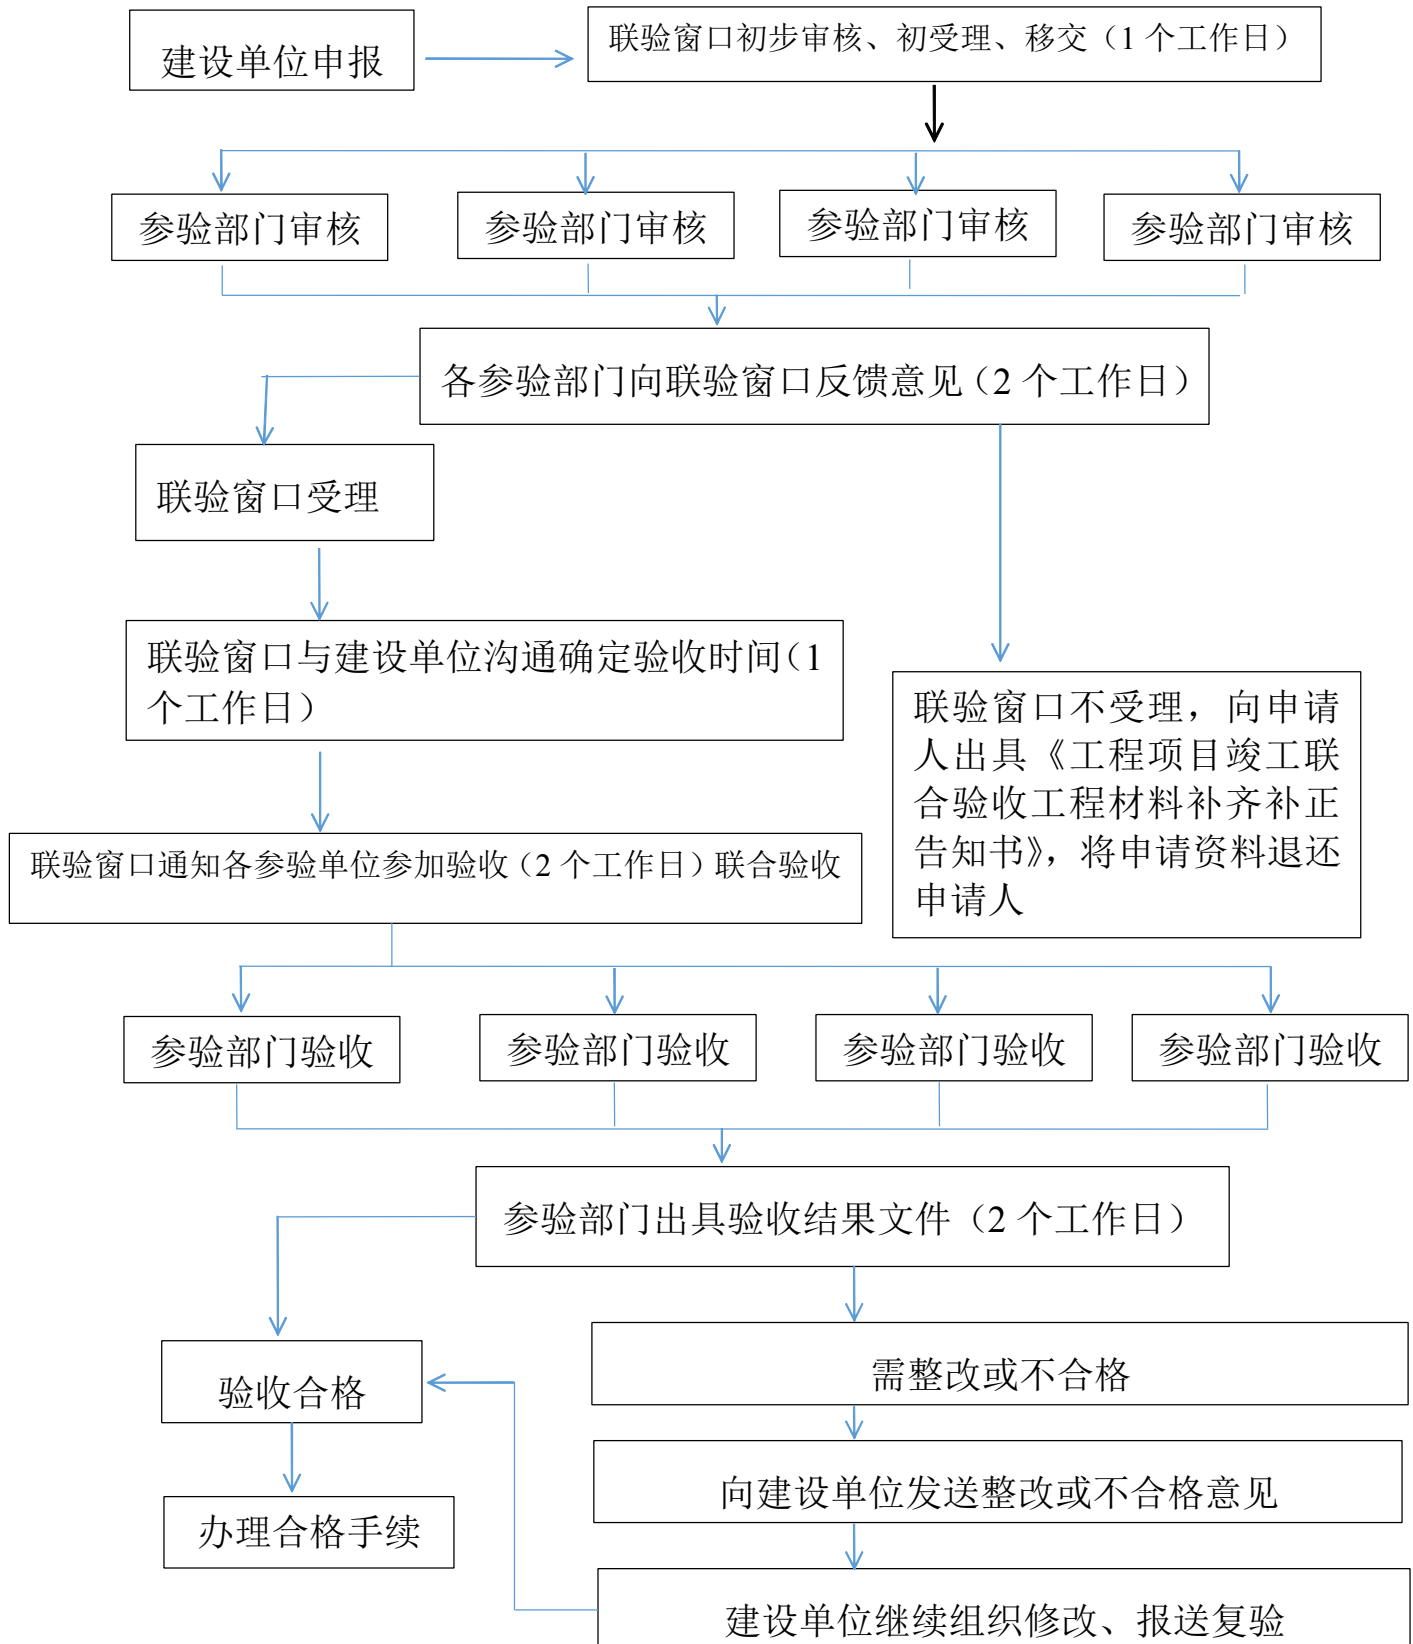 建设单位申报
联验窗口初步审核、初受理、移交（1 个工作日）
参验部门审核
参验部门审核
参验部门审核
参验部门审核
各参验部门向联验窗口反馈意见（2 个工作日）
联验窗口受理
联验窗口与建设单位沟通确定验收时间（1
个工作日）
联验窗口不受理，向申请
人出具《工程项目竣工联
合验收工程材料补齐补正
告知书》，将申请资料退还
申请人
联验窗口通知各参验单位参加验收（2 个工作日）联合验收
参验部门验收
参验部门验收
参验部门验收
参验部门验收
参验部门出具验收结果文件（2 个工作日）
需整改或不合格
验收合格
向建设单位发送整改或不合格意见
办理合格手续
建设单位继续组织修改、报送复验